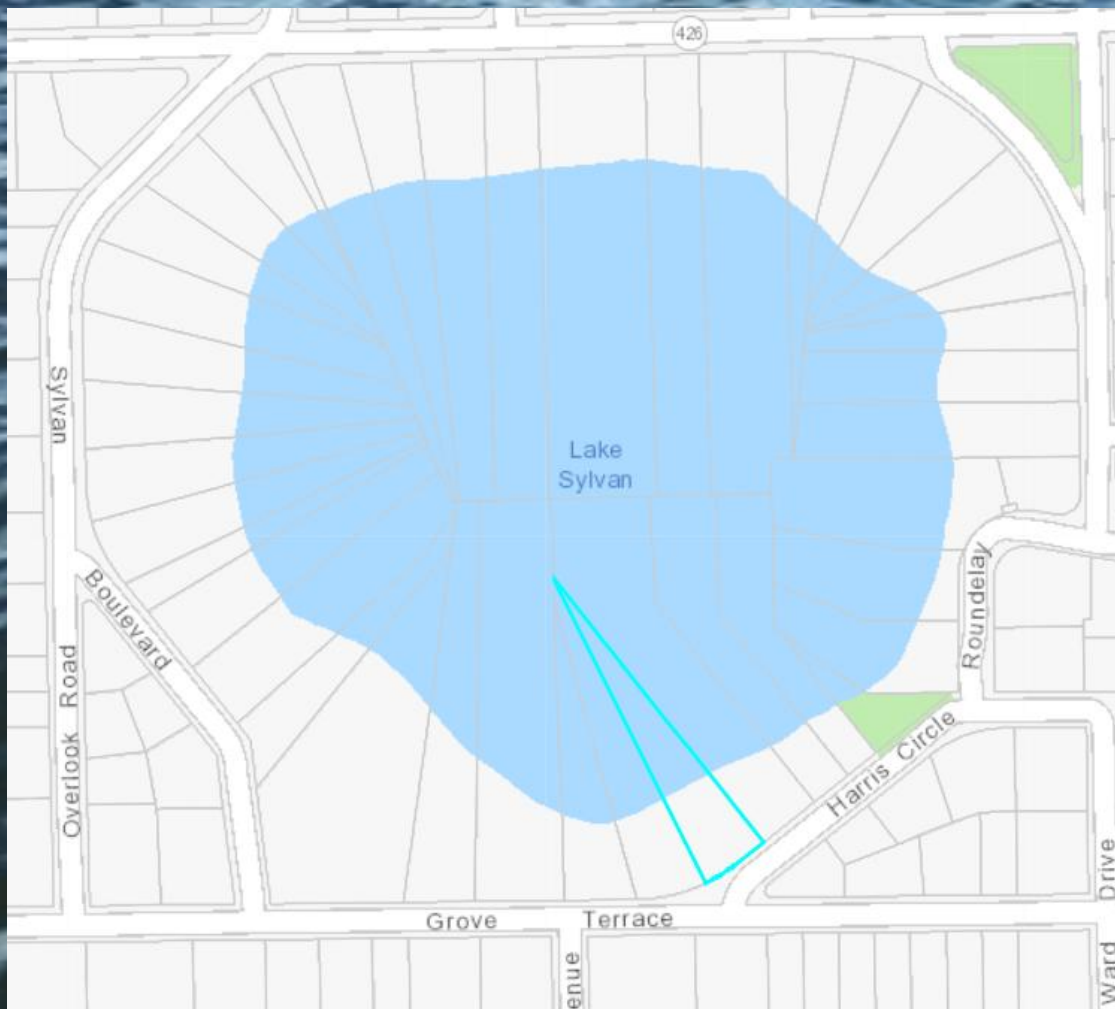 426
Sylvan
Lake
Sylvan
Boulevard
Roundelay
Overlook Road
Harris Circle
Drive
Grove Terrace
enue
Ward